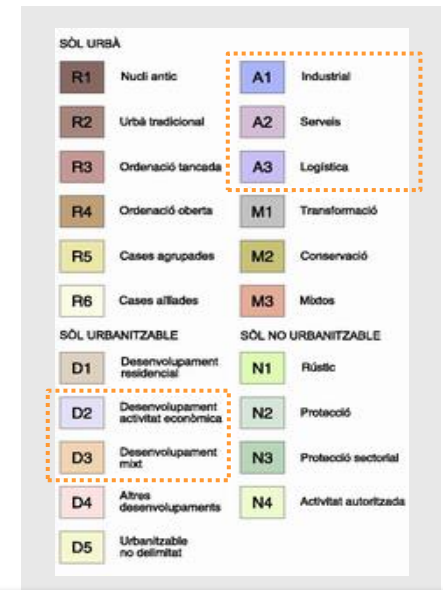 SÒL URBÀ
R1 Nucli antic
R2 Urbà tradicional
R3 Ordenació tancada
R4 Ordenació oberta
R5 Cases agrupades
R6 Cases aïllades
A1 Industrial
A2 Serveis
A3 Logística
M1 Transformació
M2 Conservació
M3 Mixtos
SÒL URBANITZABLE
D1 Desenvolupament
residencial
D2 Desenvolupament
activitat econòmica
D3 Desenvolupament
mixt
D4 Altres
desenvolupaments
D5 Urbanitzable
no delimitat
SÒL NO URBANITZABLE
N1 Rústic
N2 Protecció
N3 Protecció sectorial
N4 Activitat autoritzada